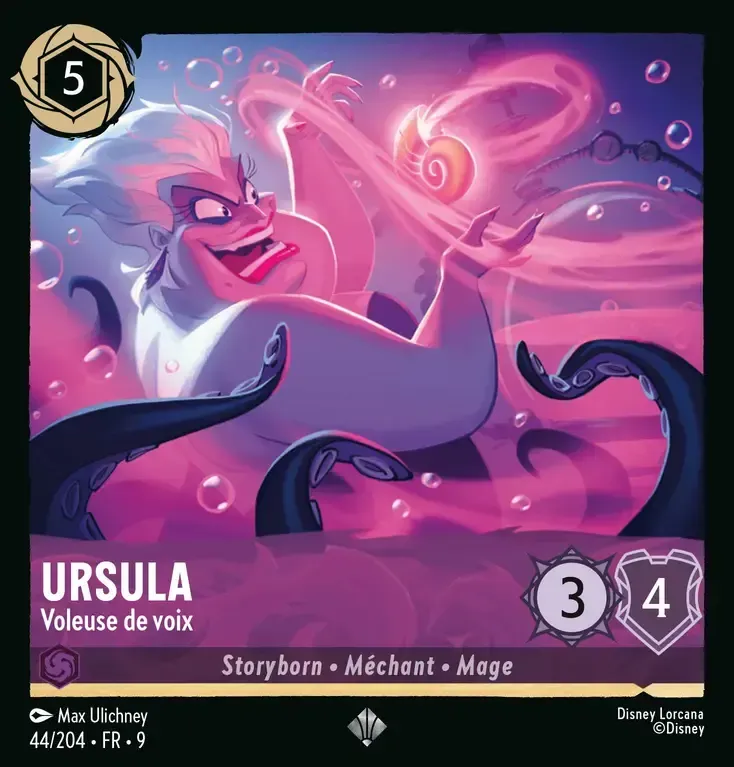 5
URSULA
Voleuse de voix
3
4
Storyborn • Méchant • Mage
Max Ulichney
44/204 • FR • 9
Disney Lorcana
©Disney